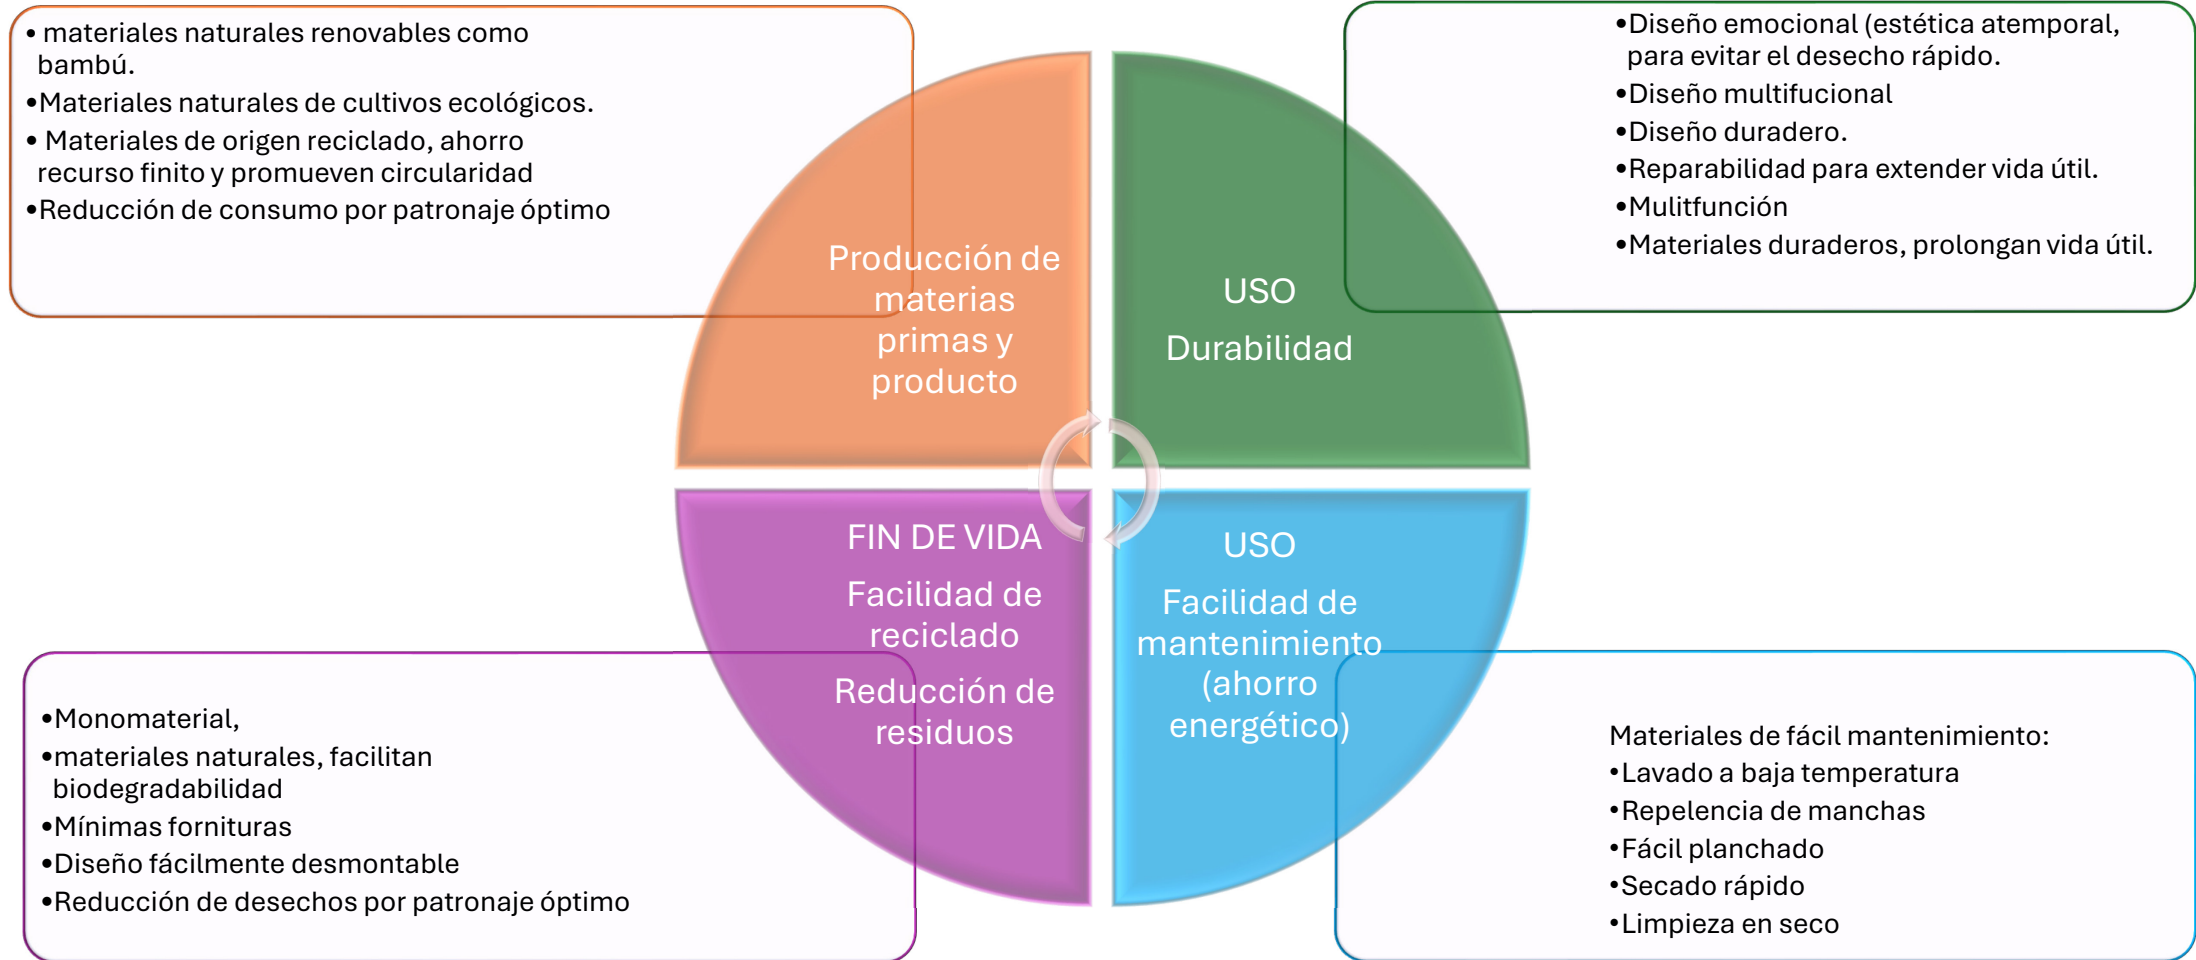 • materiales naturales renovables como
bambú.
•Materiales naturales de cultivos ecológicos.
• Materiales de origen reciclado, ahorro
recurso finito y promueven circularidad
•Reducción de consumo por patronaje óptimo
Producción de
materias
primas y
producto
•Diseño emocional (estética atemporal,
para evitar el desecho rápido.
•Diseño multifucional
•Diseño duradero.
•Reparabilidad para extender vida útil.
•Mulitfunción
•Materiales duraderos, prolongan vida útil.
USO
Durabilidad
FIN DE VIDA
Facilidad de
reciclado
Reducción de
residuos
•Monomaterial,
•materiales naturales, facilitan
biodegradabilidad
•Mínimas fornituras
•Diseño fácilmente desmontable
•Reducción de desechos por patronaje óptimo
USO
Facilidad de
mantenimiento
(ahorro
energético)
Materiales de fácil mantenimiento:
•Lavado a baja temperatura
•Repelencia de manchas
•Fácil planchado
•Secado rápido
•Limpieza en seco